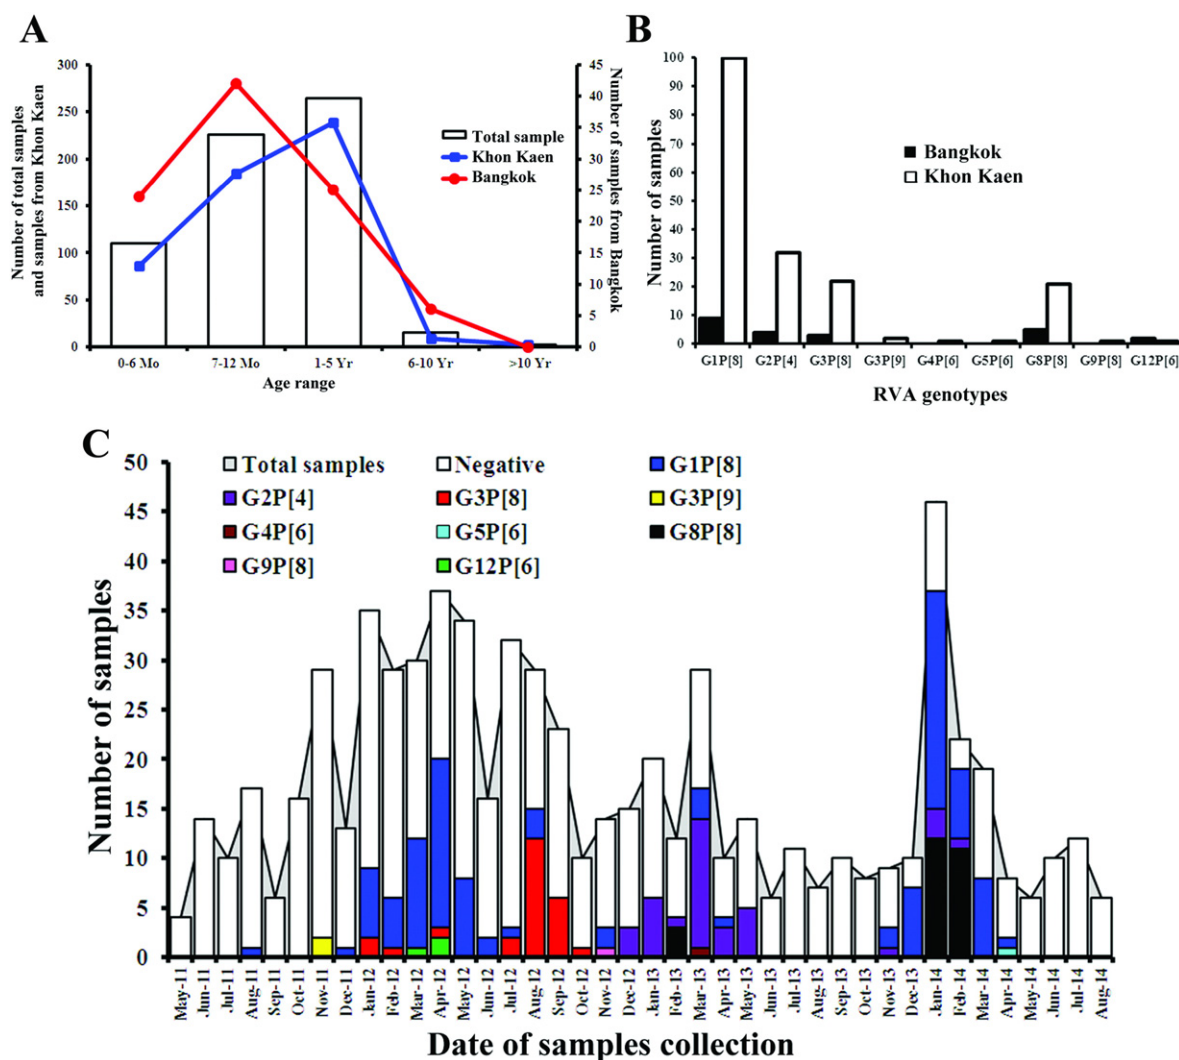 A
Number of total samples
and samples from Khon Kaen
300
250
200
150
100
50
0
45
40
35
30
25
20
15
10
5
0
Number of samples from Bangkok
Total sample
Khon Kaen
Bangkok
0-6 Mo 7-12 Mo 1-5 Yr 6-10 Yr >10 Yr
Age range
B
Number of samples
100
90
80
70
60
50
40
30
20
10
0
Bangkok
Khon Kaen
G1P[8] G2P[4] G3P[8] G3P[9] G4P[6] G5P[6] G8P[8] G9P[8] G12P[6]
RVA genotypes
C
Number of samples
50
45
40
35
30
25
20
15
10
5
0
Total samples Negative G1P[8]
G2P[4] G3P[8] G3P[9]
G4P[6] G5P[6] G8P[8]
G9P[8] G12P[6]
May-11 Jun-11 Jul-11 Aug-11 Sep-11 Oct-11 Nov-11 Dec-11 Jan-12 Feb-12 Mar-12 Apr-12 May-12 Jun-12 Jul-12 Aug-12 Sep-12 Oct-12 Nov-12 Dec-12 Jan-13 Feb-13 Mar-13 Apr-13 May-13 Jun-13 Jul-13 Aug-13 Sep-13 Oct-13 Nov-13 Dec-13 Jan-14 Feb-14 Mar-14 Apr-14 May-14 Jun-14 Jul-14 Aug-14
Date of samples collection